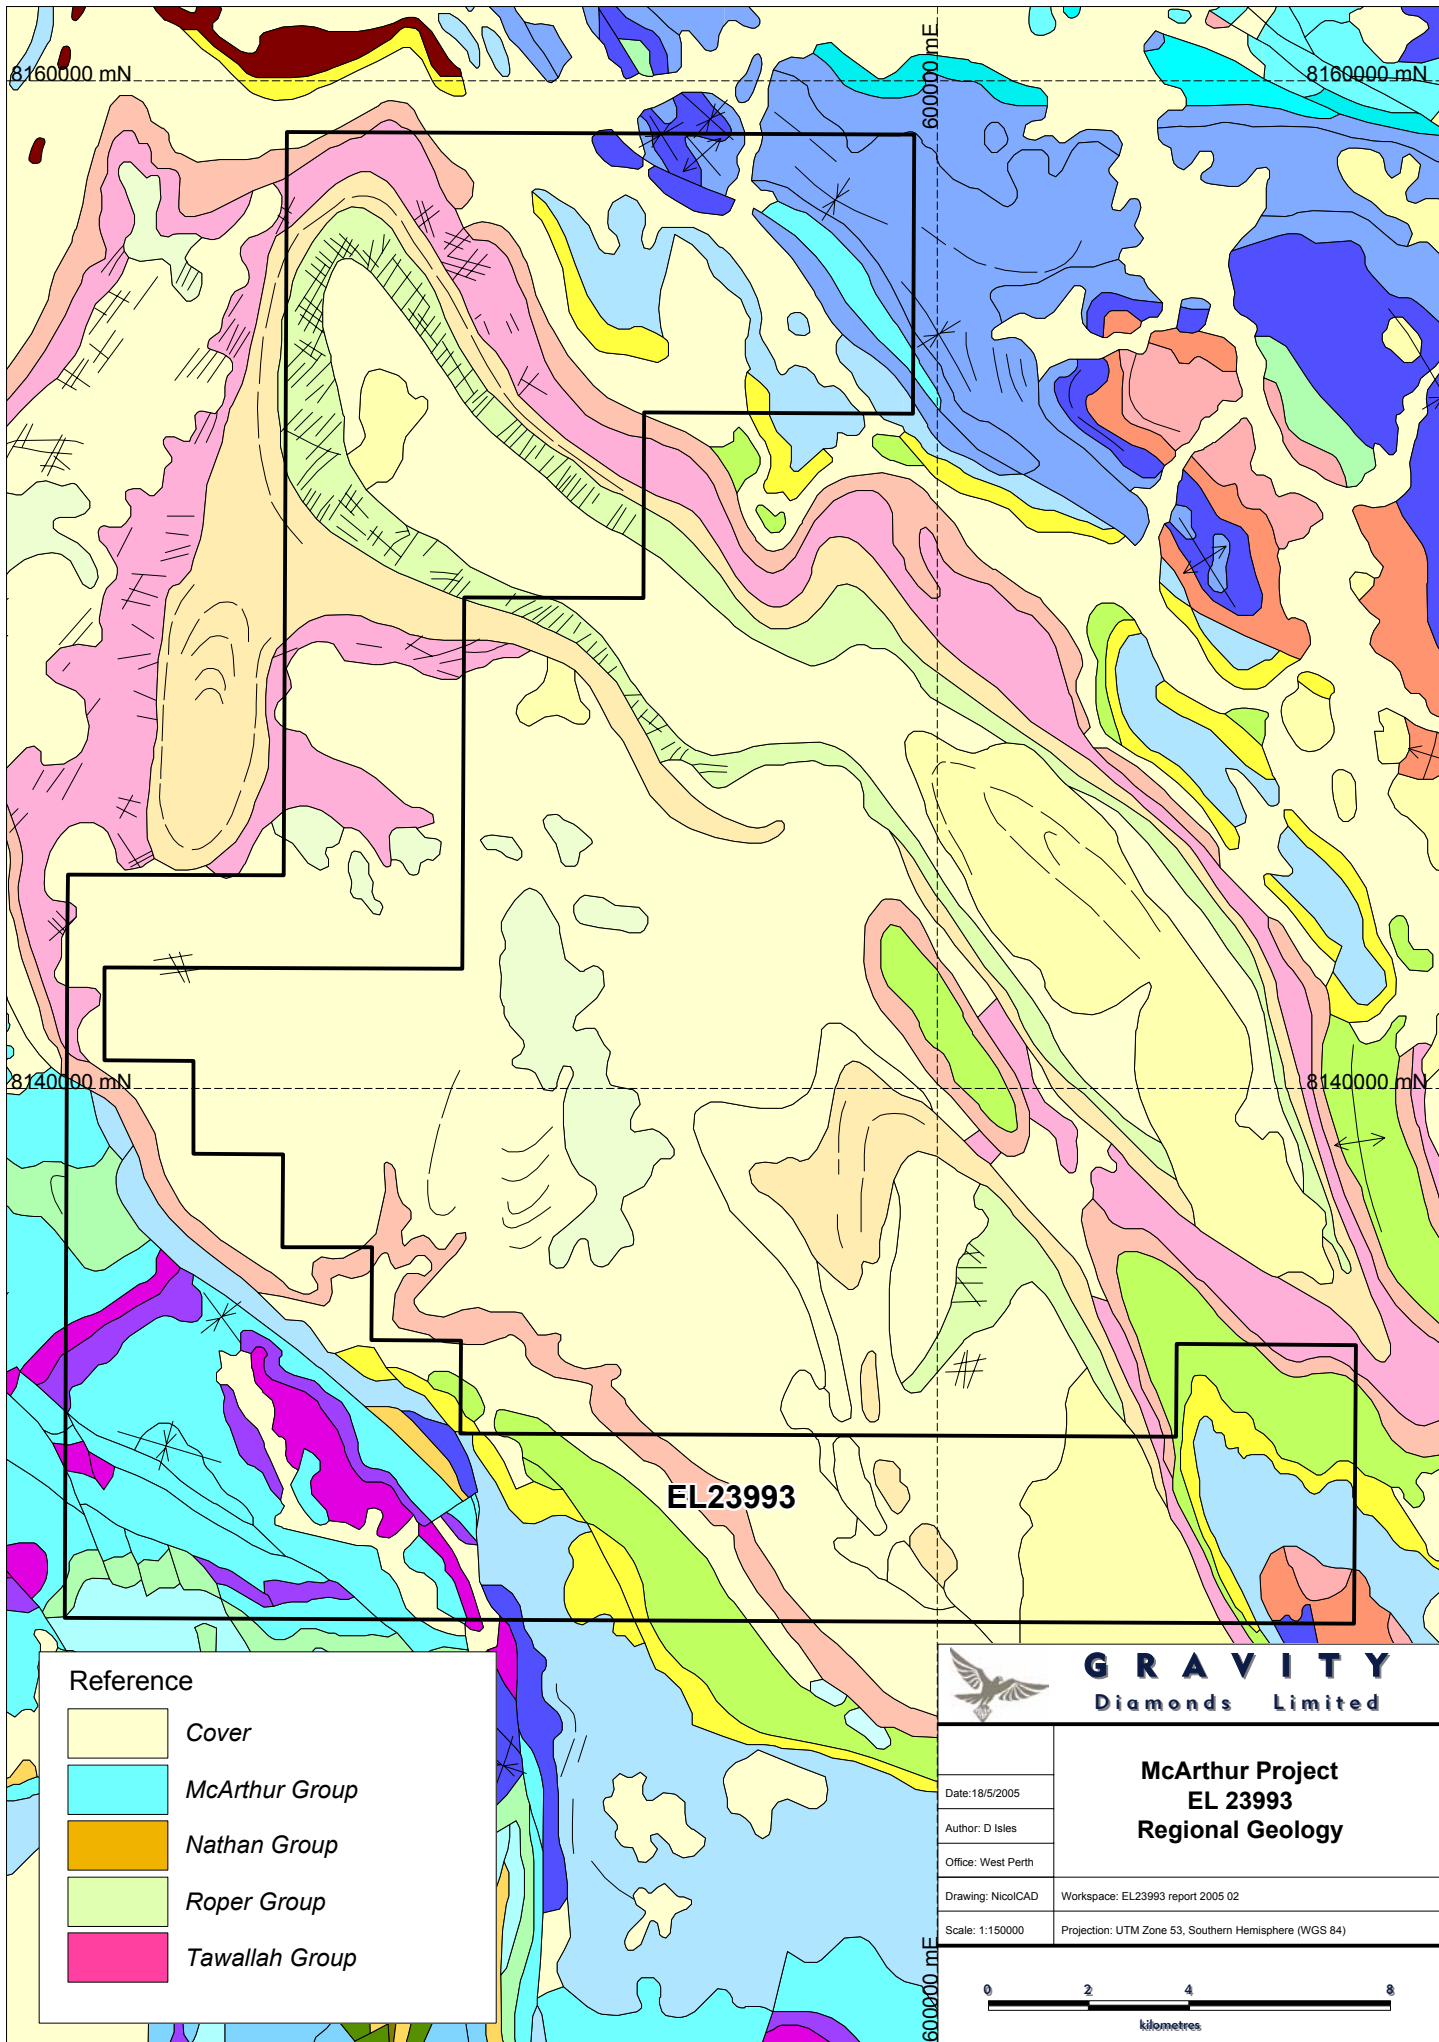 600000 mE
8160000 mN
8160000 mN
8140000 mN
8140000 mN
EL23993
Reference
Cover
McArthur Group
Nathan Group
Roper Group
Tawallah Group
GRAVITY
Diamonds Limited
McArthur Project
EL 23993
Regional Geology
Date:18/5/2005
Author: D Isles
Office: West Perth
Drawing: NicolCAD
Workspace: EL23993 report 2005 02
Scale: 1:150000
Projection: UTM Zone 53, Southern Hemisphere (WGS 84)
600000 mE
0 2 4 8
kilometres